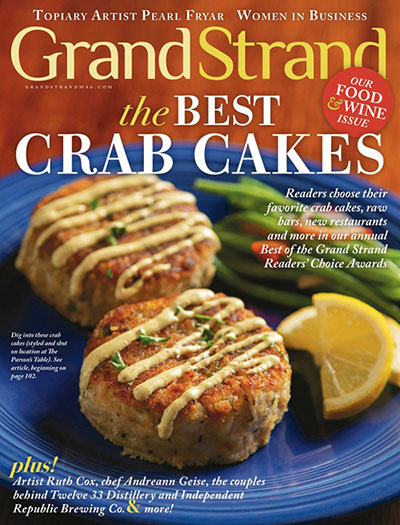 TOPIARY ARTIST PEARL FRYAR   WOMEN IN BUSINESS
Grand Strand
GRANDSTRANDMAG.COM
OUR
FOOD
& WINE
ISSUE
the BEST
CRAB CAKES
Readers choose their
favorite crab cakes, raw
bars, new restaurants
and more in our annual
Best of the Grand Strand
Readers' Choice Awards
Dig into these crab
cakes (styled and shot
on location at The
Parson's Table). See
article, beginning on
page 102.
plus!
Artist Ruth Cox, chef Andreann Geise, the couples
behind Twelve 33 Distillery and Independent
Republic Brewing Co. & more!